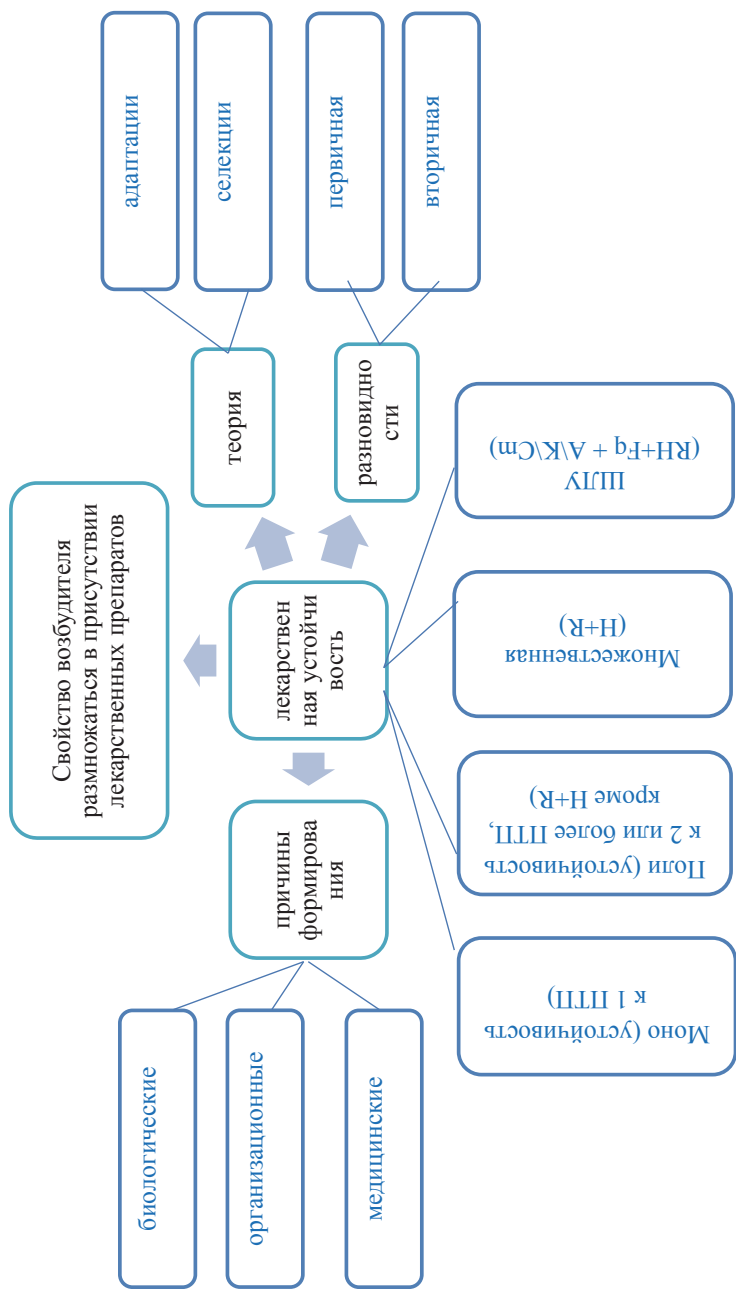 Свойство возбудителя
размножаться в присутствии
лекарственных препаратов
причины
формирова
ния
лекарствен
ная устойчи
вость
теория
разновидно
сти
биологические
организационные
медицинские
адаптации
селекции
первичная
вторичная
Моно (устойчивость
к 1 ПТП)
Поли (устойчивость
к 2 или более ПТП,
кроме H+R)
Множественная
(H+R)
ШЛУ
(RH+Fq + A\K\Cm)